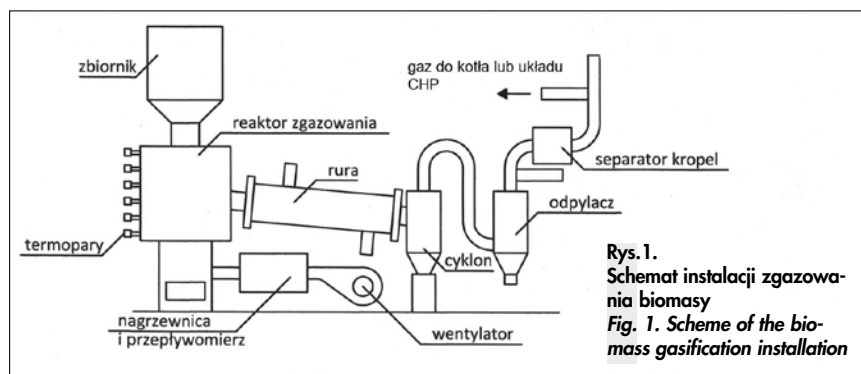 zbiornik
gaz do kotła lub układu
CHP
reaktor zgazowania
separator kropel
rura
odpylacz
termopary
cyklon
nagrzewnica
i przepływomierz
wentylator
Rys.1.
Schemat instalacji zgazowa-
nia biomasy
Fig. 1. Scheme of the bio-
mass gasification installation